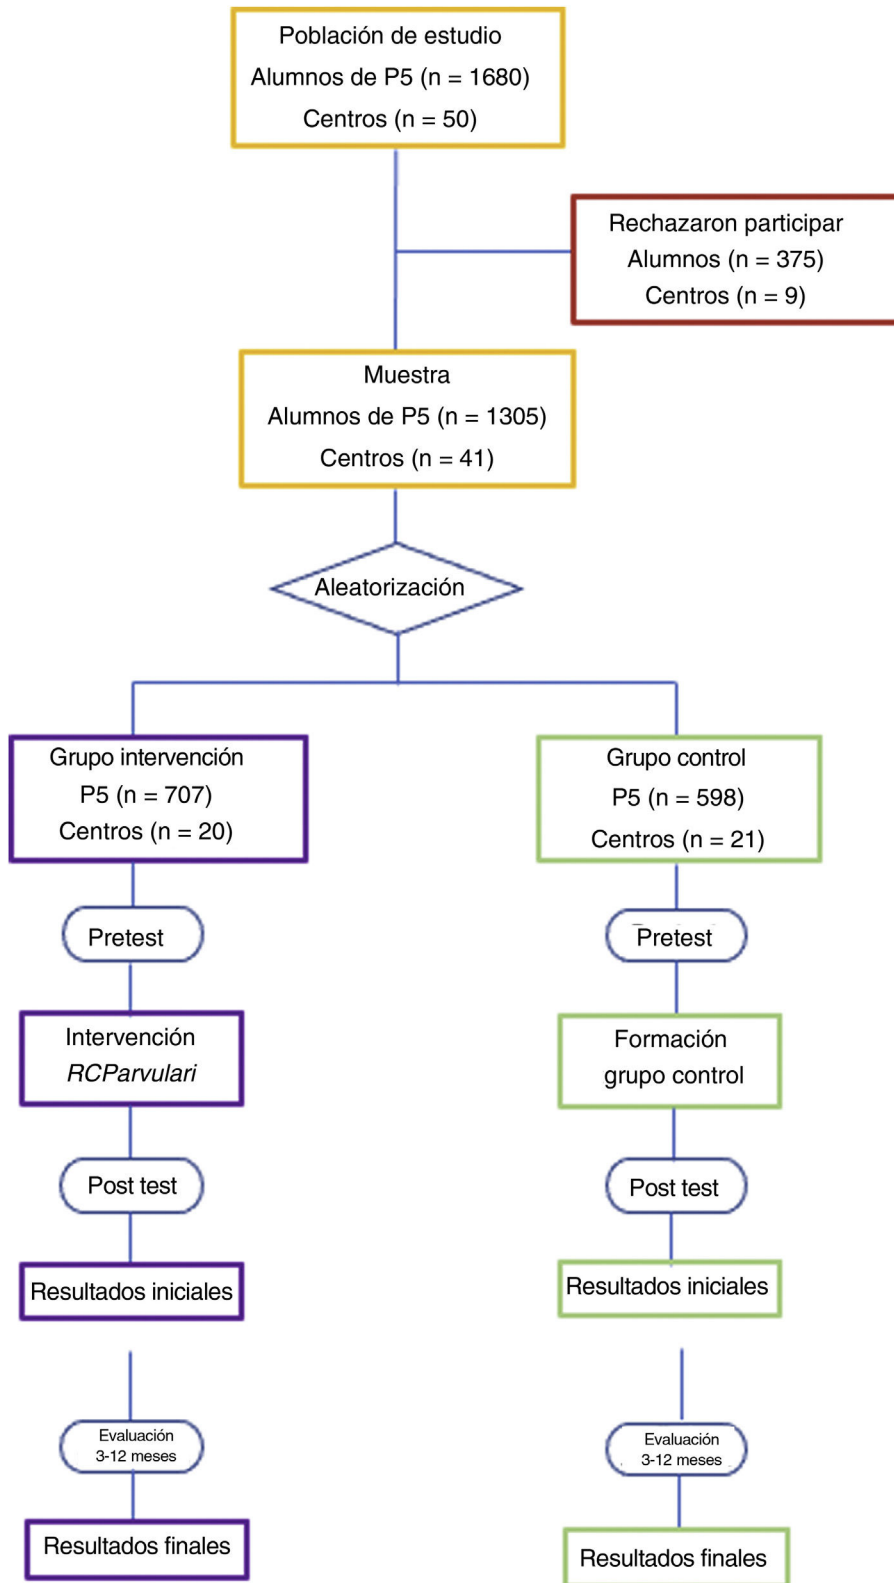 Población de estudio
Alumnos de P5 (n = 1680)
Centros (n = 50)
Rechazaron participar
Alumnos (n = 375)
Centros (n = 9)
Muestra
Alumnos de P5 (n = 1305)
Centros (n = 41)
Aleatorización
Grupo intervención
P5 (n = 707)
Centros (n = 20)
Grupo control
P5 (n = 598)
Centros (n = 21)
Pretest
Pretest
Intervención
RCParvulari
Formación
grupo control
Post test
Post test
Resultados iniciales
Resultados iniciales
Evaluación
3-12 meses
Evaluación
3-12 meses
Resultados finales
Resultados finales